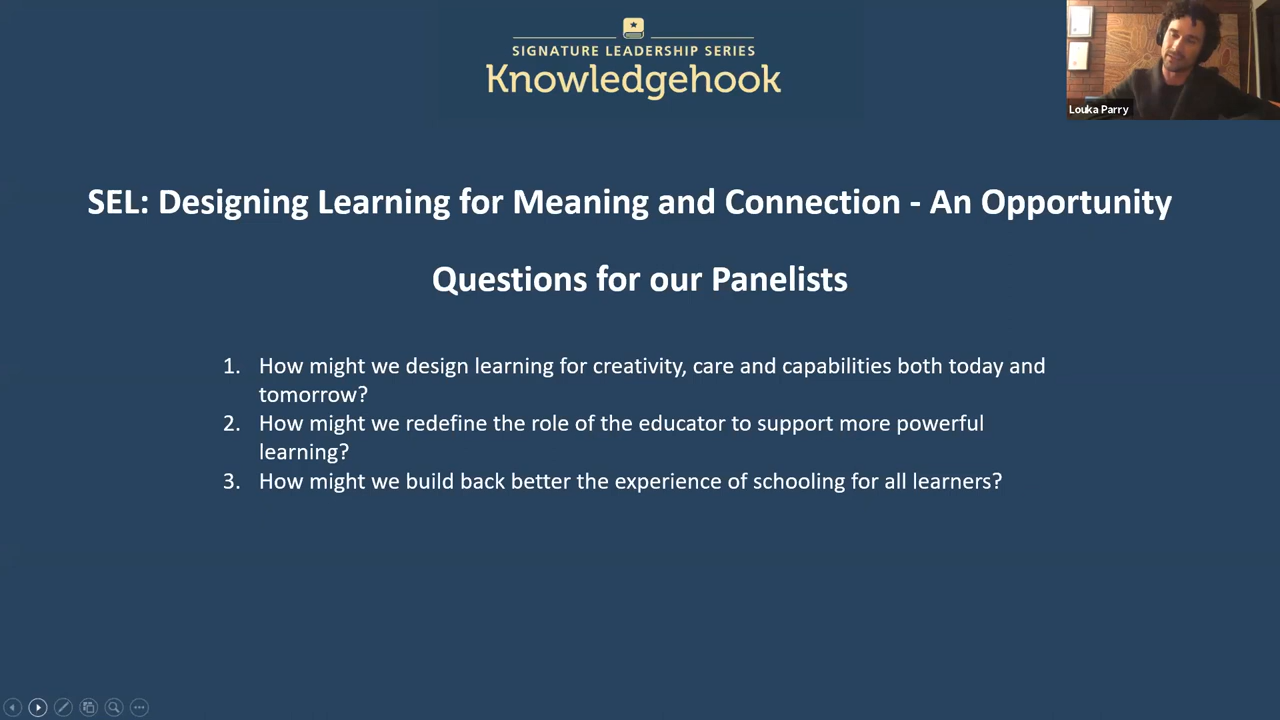 SIGNATURE LEADERSHIP SERIES
Knowledgehook
Louka Parry
SEL: Designing Learning for Meaning and Connection - An Opportunity
Questions for our Panelists
1. How might we design learning for creativity, care and capabilities both today and
tomorrow?
2. How might we redefine the role of the educator to support more powerful
learning?
3. How might we build back better the experience of schooling for all learners?